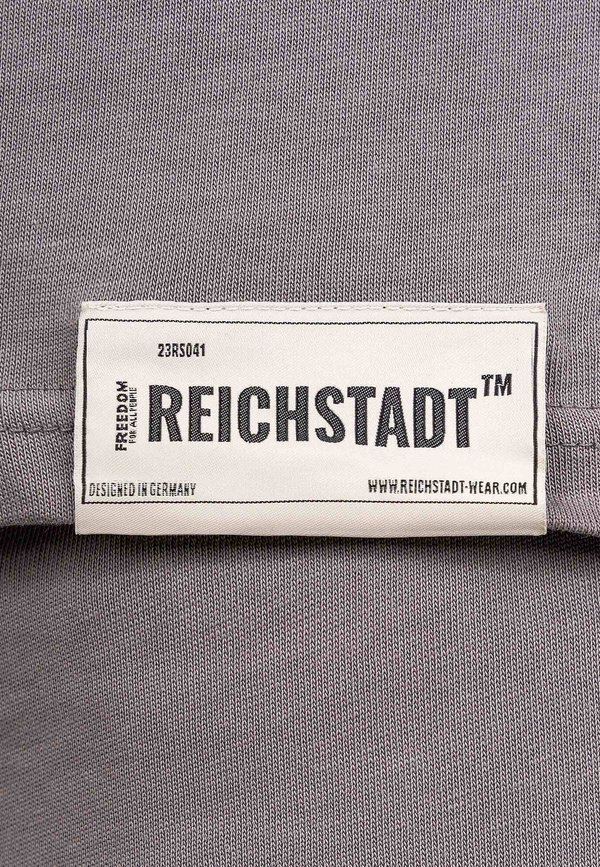 23RS041
FREEDOM
FOR ALL PEOPLE
REICHSTADT™
DESIGNED IN GERMANY
WWW.REICHSTADT-WEAR.COM